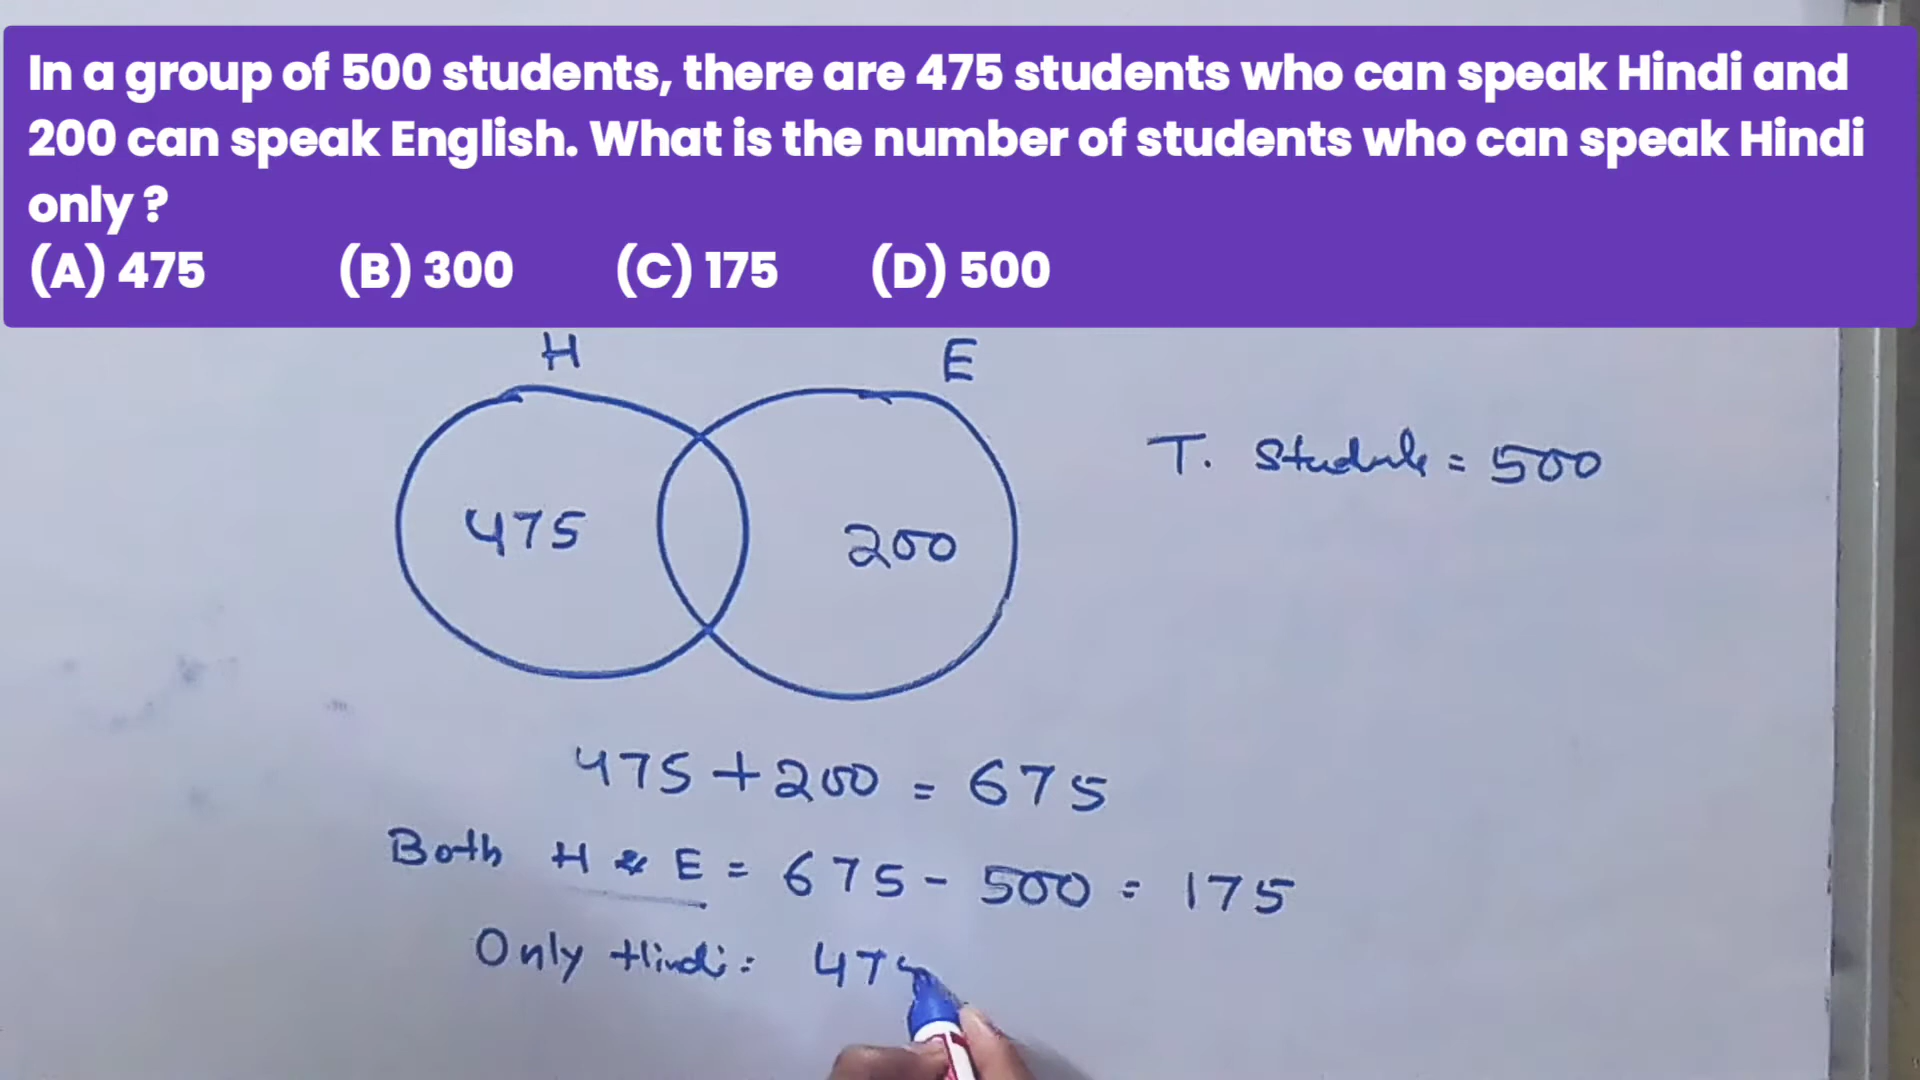 In a group of 500 students, there are 475 students who can speak Hindi and
200 can speak English. What is the number of students who can speak Hindi
only ?
(A) 475 (B) 300 (C) 175 (D) 500
H E
T. Students = 500
475 200
475 + 200 = 675
Both H & E = 675 - 500 = 175
Only Hindi = 475